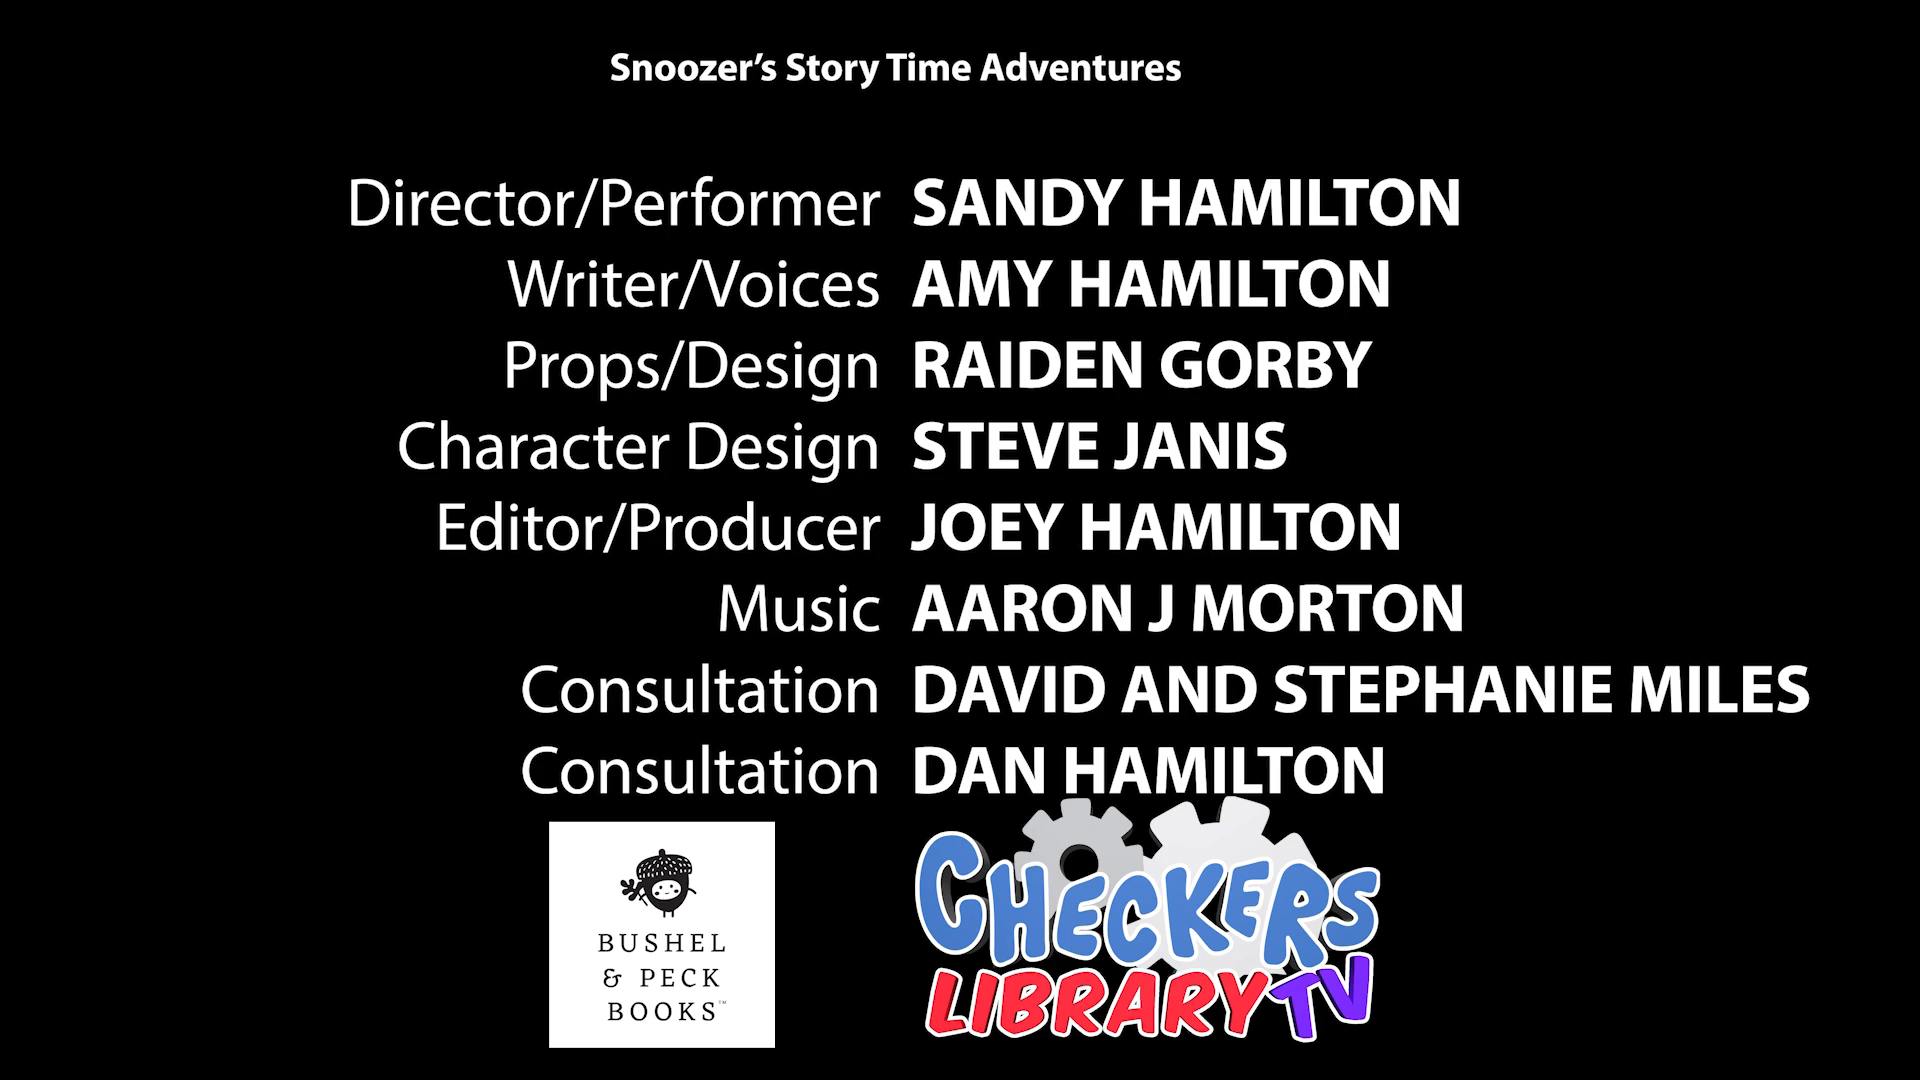 Snoozer’s Story Time Adventures
Director/Performer SANDY HAMILTON
Writer/Voices AMY HAMILTON
Props/Design RAIDEN GORBY
Character Design STEVE JANIS
Editor/Producer JOEY HAMILTON
Music AARON J MORTON
Consultation DAVID AND STEPHANIE MILES
Consultation DAN HAMILTON
BUSHEL
& PECK
BOOKS™
CHECKERS
LIBRARY TV